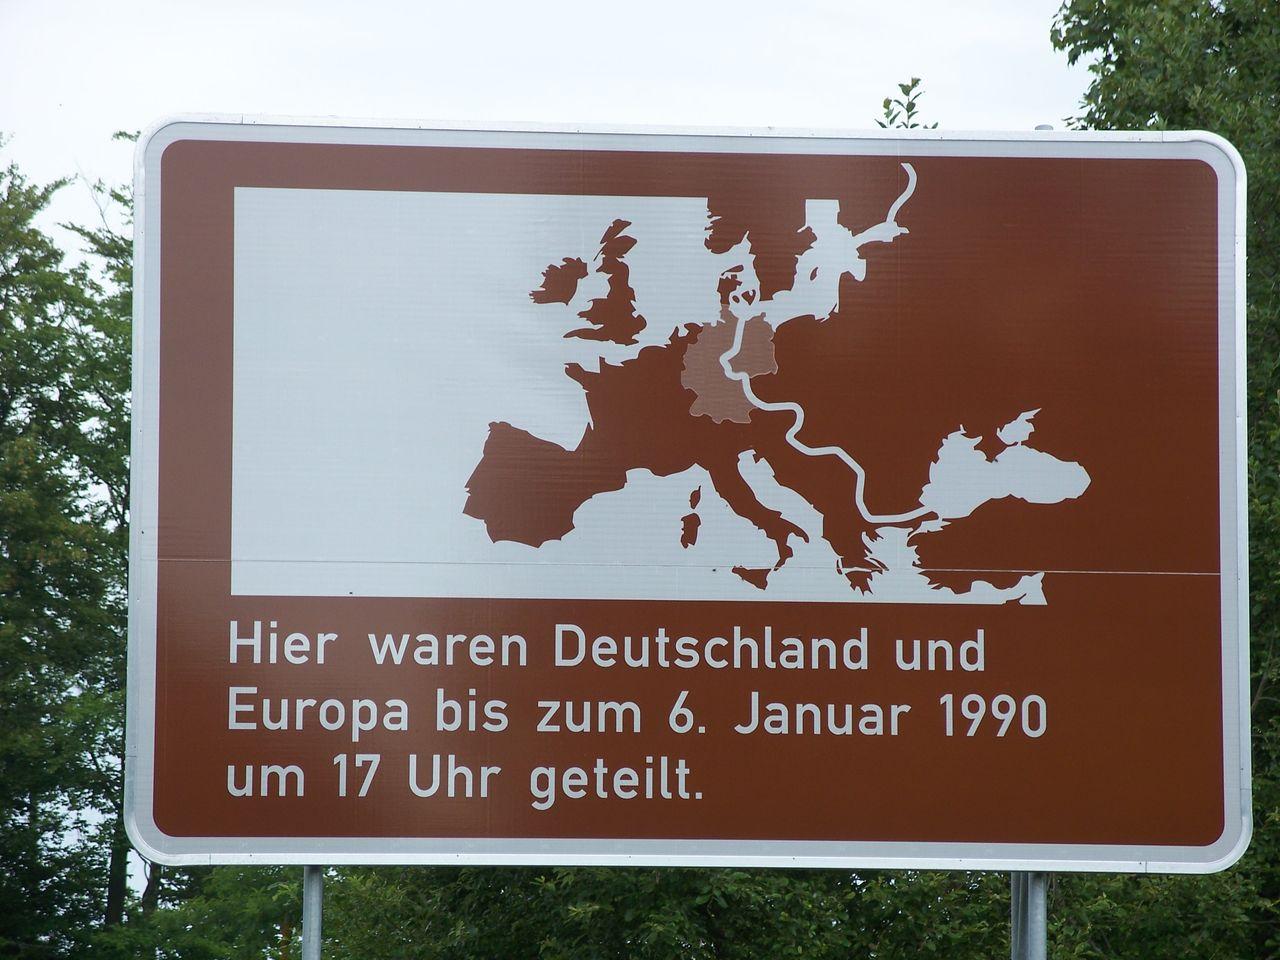 Hier waren Deutschland und
Europa bis zum 6. Januar 1990
um 17 Uhr geteilt.